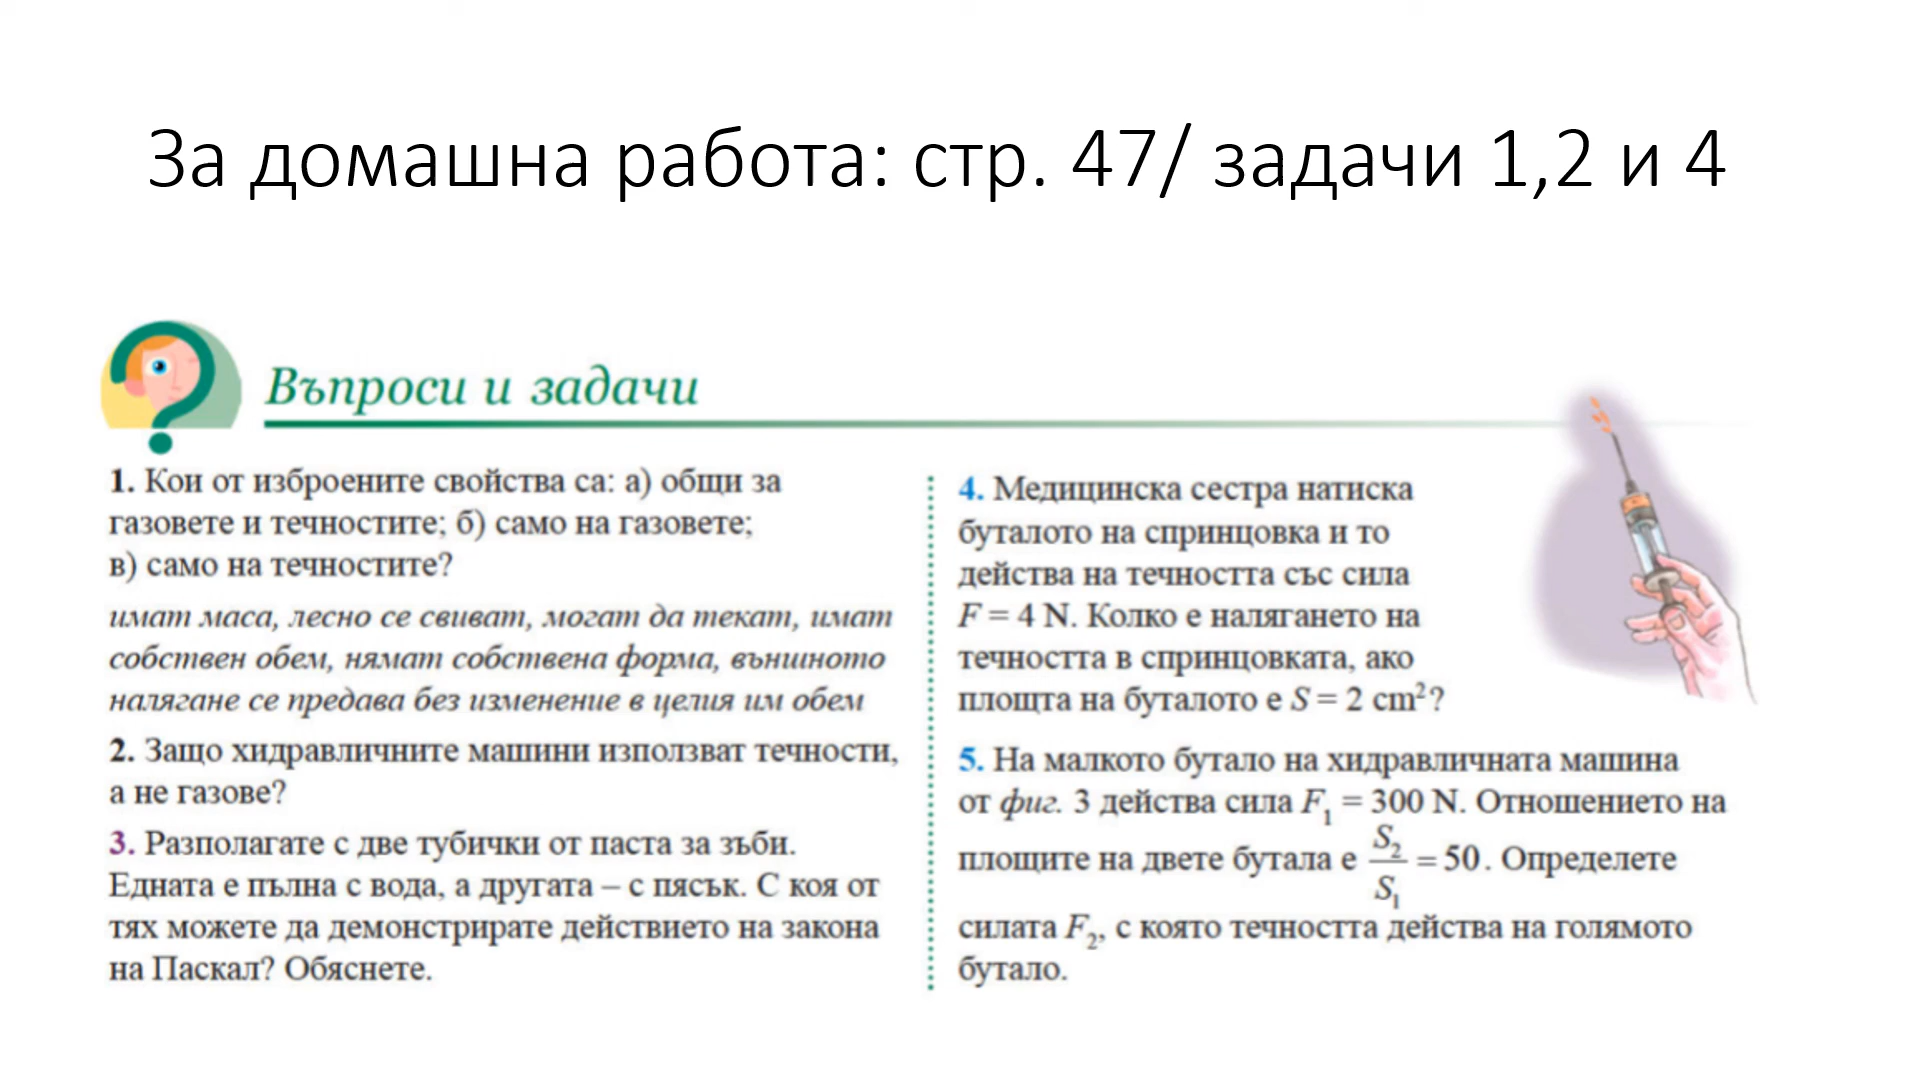 За домашна работа: стр. 47/ задачи 1,2 и 4
Въпроси и задачи
1. Кои от изброените свойства са: а) общи за
газовете и течностите; б) само на газовете;
в) само на течностите?
имат маса, лесно се свиват, могат да текат, имат
собствен обем, нямат собствена форма, външното
налягане се предава без изменение в целия им обем
2. Защо хидравличните машини използват течности,
а не газове?
3. Разполагате с две тубички от паста за зъби.
Едната е пълна с вода, а другата – с пясък. С коя от
тях можете да демонстрирате действието на закона
на Паскал? Обяснете.
4. Медицинска сестра натиска
буталото на спринцовка и то
действа на течността със сила
F = 4 N. Колко е налягането на
течността в спринцовката, ако
площта на буталото е S = 2 cm²?
5. На малкото бутало на хидравличната машина
от фиг. 3 действа сила F₁ = 300 N. Отношението на
площите на двете бутала е S₂/S₁ = 50. Определете
силата F₂, с която течността действа на голямото
бутало.